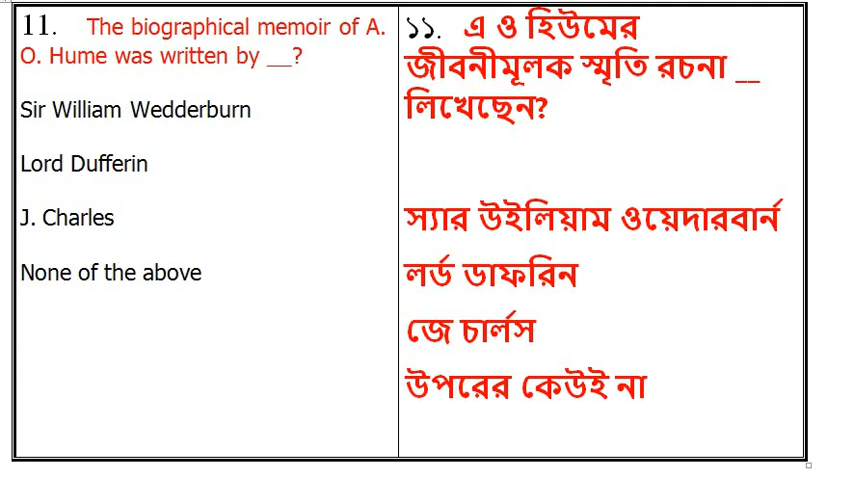 11. The biographical memoir of A.
O. Hume was written by __?
Sir William Wedderburn
Lord Dufferin
J. Charles
None of the above
১১. এ ও হিউমের
জীবনীমূলক স্মৃতি রচনা __
লিখেছেন?
স্যার উইলিয়াম ওয়েদারবার্ন
লর্ড ডাফরিন
জে চার্লস
উপরের কেউই না